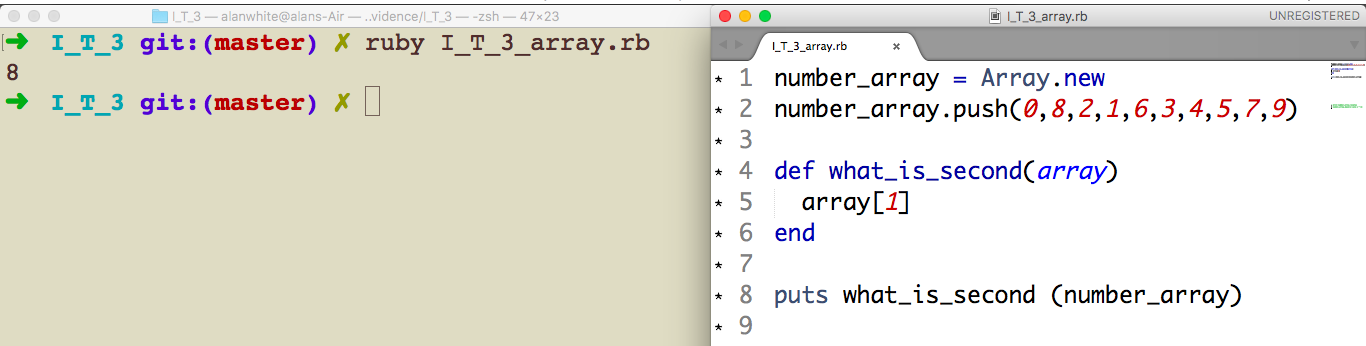 I_T_3 — alanwhite@alans-Air — ..vidence/I_T_3 — -zsh — 47×23
➜ I_T_3 git:(master) ✗ ruby I_T_3_array.rb
8
➜ I_T_3 git:(master) ✗
I_T_3_array.rb
UNREGISTERED
I_T_3_array.rb ×
* 1 number_array = Array.new
* 2 number_array.push(0,8,2,1,6,3,4,5,7,9)
* 3
* 4 def what_is_second(array)
* 5 array[1]
* 6 end
* 7
* 8 puts what_is_second (number_array)
* 9